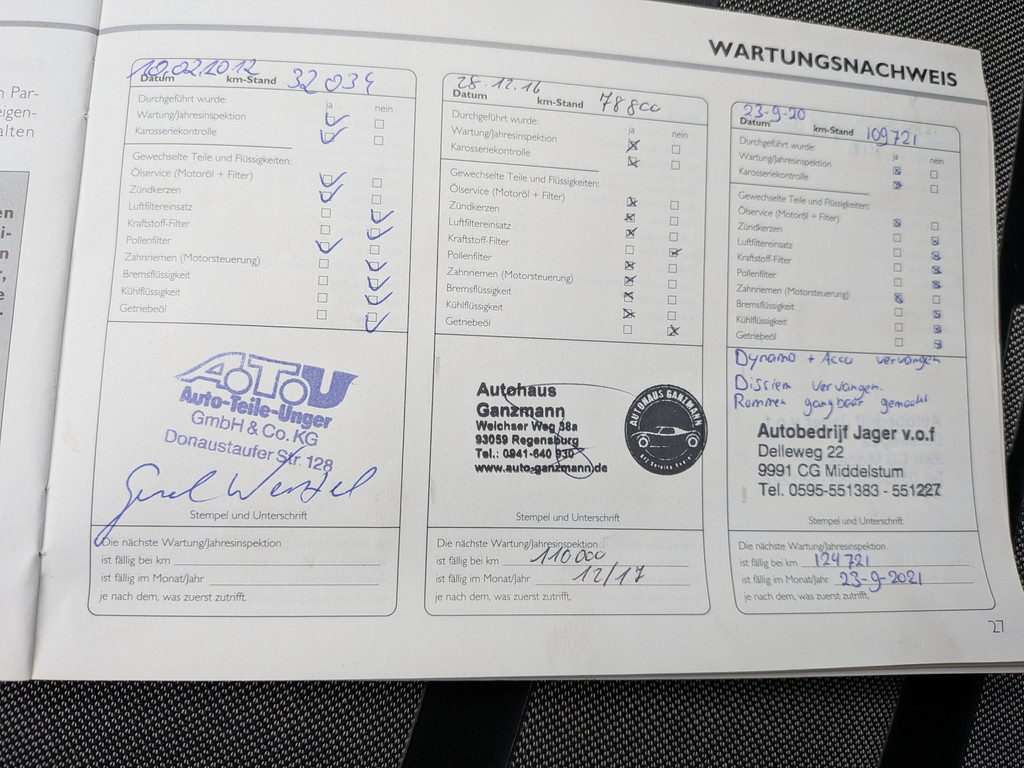 n Par-
eigen-
alten
en
i-
n
r,
e
r-
WARTUNGSNACHWEIS
10.02.2012 32 034
Datum km-Stand
Durchgeführt wurde: ja nein
Wartung/Jahresinspektion
Karosseriekontrolle
Gewechselte Teile und Flüssigkeiten:
Ölservice (Motoröl + Filter)
Zündkerzen
Luftfiltereinsatz
Kraftstoff-Filter
Pollenfilter
Zahnriemen (Motorsteuerung)
Bremsflüssigkeit
Kühlflüssigkeit
Getriebeöl
ATU
Auto-Teile-Unger
GmbH & Co. KG
Donaustaufer Str. 128
Stempel und Unterschrift
Die nächste Wartung/Jahresinspektion
ist fällig bei km
ist fällig im Monat/Jahr
je nach dem, was zuerst zutrifft.
28.12.16 78800
Datum km-Stand
Durchgeführt wurde: ja nein
Wartung/Jahresinspektion
Karosseriekontrolle
Gewechselte Teile und Flüssigkeiten:
Ölservice (Motoröl + Filter)
Zündkerzen
Luftfiltereinsatz
Kraftstoff-Filter
Pollenfilter
Zahnriemen (Motorsteuerung)
Bremsflüssigkeit
Kühlflüssigkeit
Getriebeöl
Autohaus
Ganzmann
Weichser Weg 38a
93059 Regensburg
Tel.: 0941-640 930
www.auto-ganzmann.de
AUTOHAUS GANZMANN
Stempel und Unterschrift
Die nächste Wartung/Jahresinspektion
ist fällig bei km 110000
ist fällig im Monat/Jahr 12/17
je nach dem, was zuerst zutrifft.
23-9-20 109721
Datum km-Stand
Durchgeführt wurde: ja nein
Wartung/Jahresinspektion
Karosseriekontrolle
Gewechselte Teile und Flüssigkeiten:
Ölservice (Motoröl + Filter)
Zündkerzen
Luftfiltereinsatz
Kraftstoff-Filter
Pollenfilter
Zahnriemen (Motorsteuerung)
Bremsflüssigkeit
Kühlflüssigkeit
Getriebeöl
Dynamo + Accu vervangen
Disriem vervangen.
Remmen gangbaar gemaakt
Autobedrijf Jager v.o.f
Delleweg 22
9991 CG Middelstum
Tel. 0595-551383 - 551227
Stempel und Unterschrift
Die nächste Wartung/Jahresinspektion
ist fällig bei km 124721
ist fällig im Monat/Jahr 23-9-2021
je nach dem, was zuerst zutrifft.
27